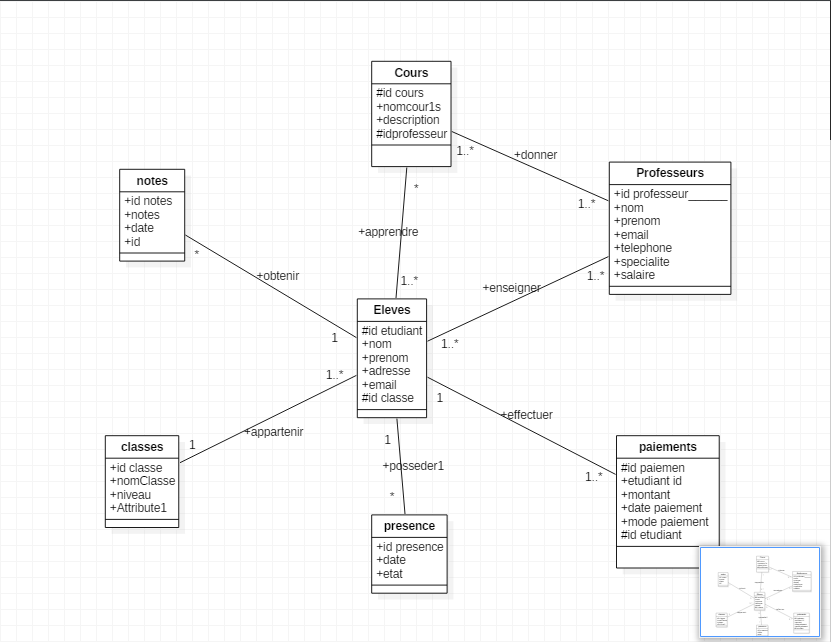 Cours
#id cours
+nomcour1s
+description
#idprofesseur
1..*
+donner
1..*
Professeurs
+id professeur______
+nom
+prenom
+email
+telephone
+specialite
+salaire
notes
+id notes
+notes
+date
+id
*
+obtenir
1
*
+apprendre
1..*
1..*
+enseigner
1..*
Eleves
#id etudiant
+nom
+prenom
+adresse
+email
#id classe
1..*
+appartenir
1
classes
+id classe
+nomClasse
+niveau
+Attribute1
1
+posseder1
*
presence
+id presence
+date
+etat
1
+effectuer
1..*
paiements
#id paiemen
+etudiant id
+montant
+date paiement
+mode paiement
#id etudiant